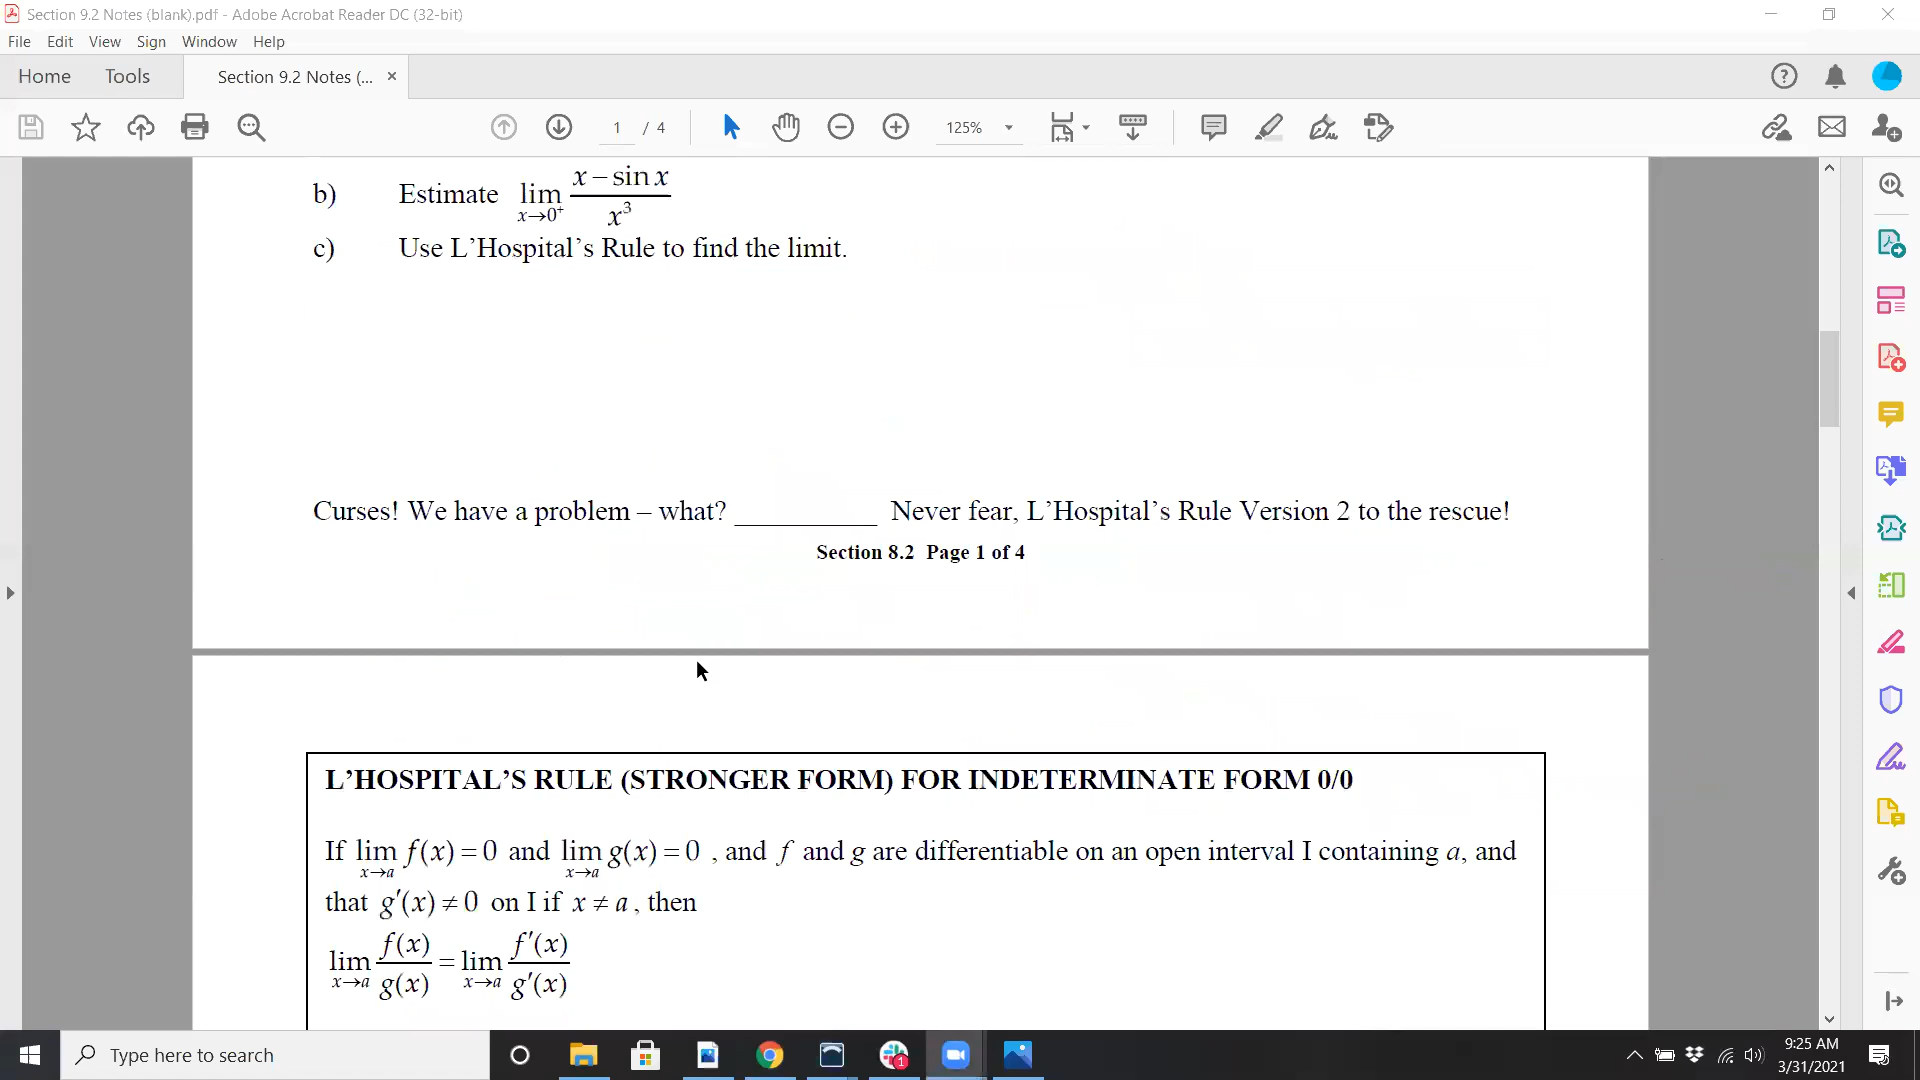 Section 9.2 Notes (blank).pdf - Adobe Acrobat Reader DC (32-bit)
File Edit View Sign Window Help
Home Tools Section 9.2 Notes (... ×
1 / 4 125%
b) Estimate lim x→0⁺ (x − sin x)/x³
c) Use L’Hospital’s Rule to find the limit.
Curses! We have a problem – what? __________ Never fear, L’Hospital’s Rule Version 2 to the rescue!
Section 8.2 Page 1 of 4
L’HOSPITAL’S RULE (STRONGER FORM) FOR INDETERMINATE FORM 0/0
If lim x→a f(x) = 0 and lim x→a g(x) = 0 , and f and g are differentiable on an open interval I containing a, and
that g′(x) ≠ 0 on I if x ≠ a , then
lim x→a f(x)/g(x) = lim x→a f′(x)/g′(x)
Type here to search
1
9:25 AM
3/31/2021